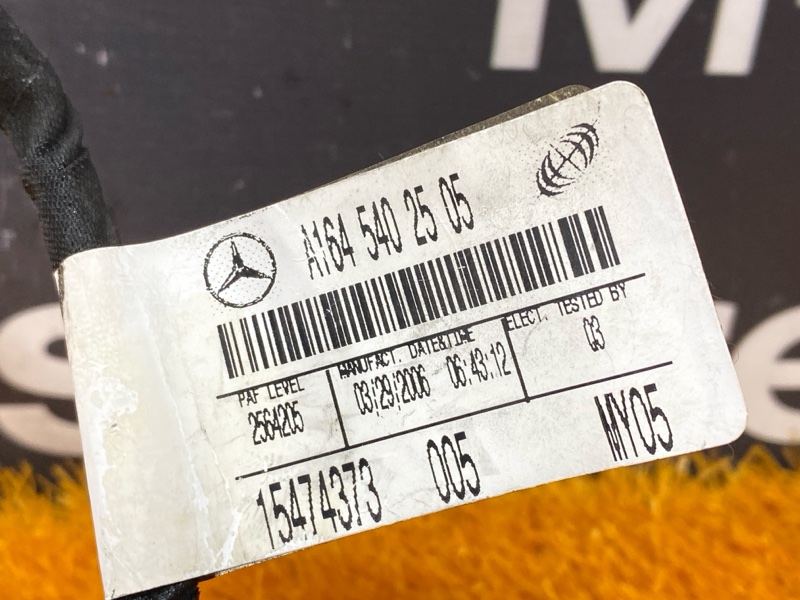 A164 540 25 05
PAF LEVEL
2564205
MANUFACT. DATE&TIME
03/29/2006 06:43:12
ELECT. TESTED BY
03
15474373 005 MY05